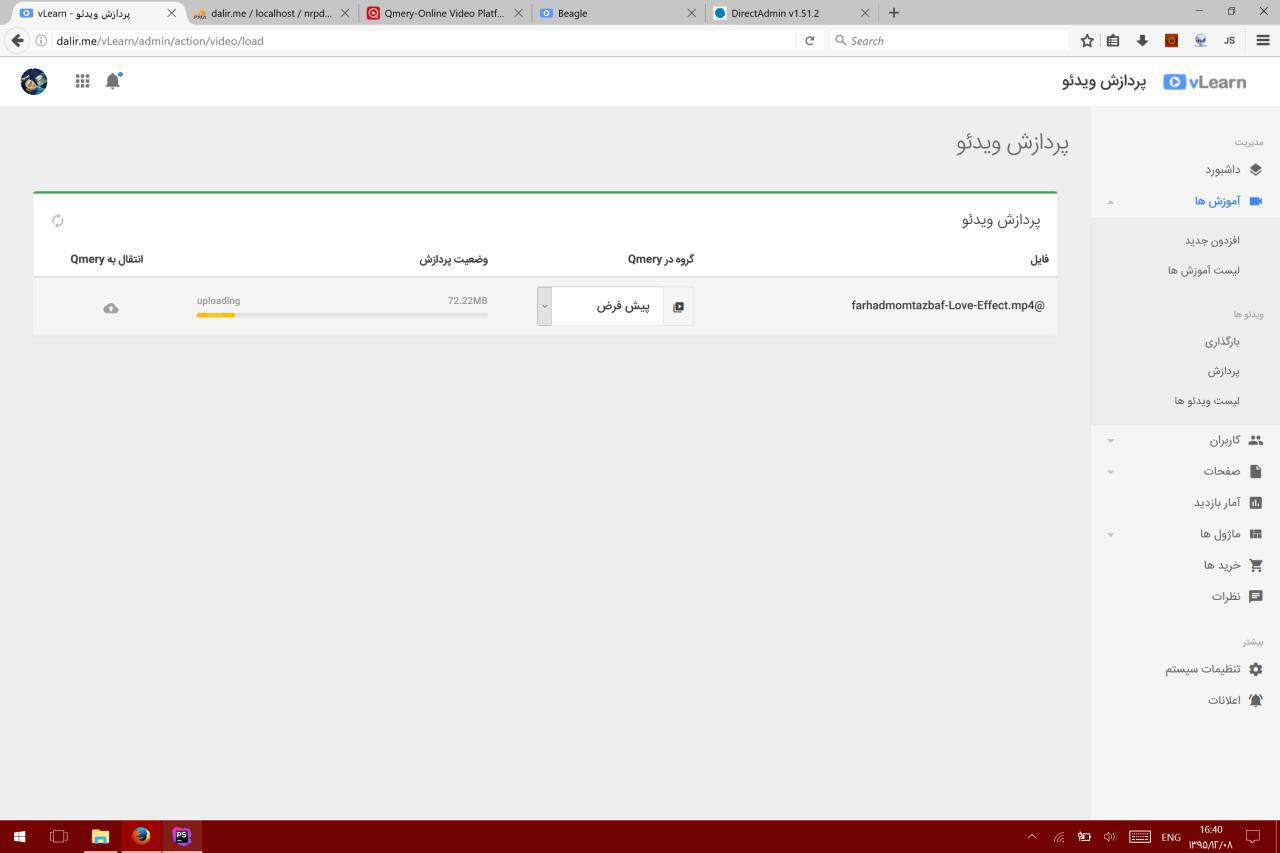 vLearn - پردازش ویدئو
dalir.me / localhost / nrpd...
Qmery-Online Video Platf...
Beagle
DirectAdmin v1.51.2
dalir.me/vLearn/admin/action/video/load
Search
JS
vLearn
پردازش ویدئو
پردازش ویدئو
پردازش ویدئو
فایل
گروه در Qmery
وضعیت پردازش
انتقال به Qmery
farhadmomtazbaf-Love-Effect.mp4@
پیش فرض
72.22MB
uploading
مدیریت
داشبورد
آموزش ها
افزدون جدید
لیست آموزش ها
ویدئو ها
بارگذاری
پردازش
لیست ویدئو ها
کاربران
صفحات
آمار بازدید
ماژول ها
خرید ها
نظرات
بیشتر
تنظیمات سیستم
اعلانات
PS
ENG
16:40
۱۳۹۵/۱۲/۰۸